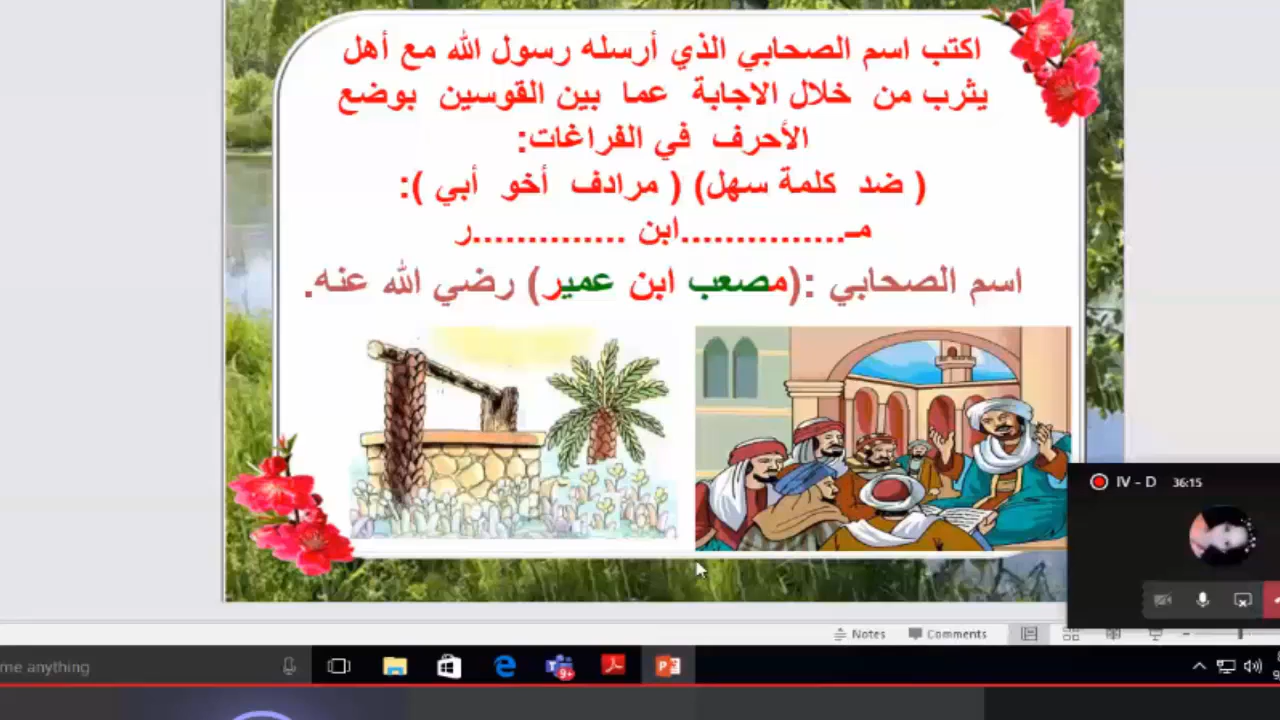 اكتب اسم الصحابي الذي أرسله رسول الله مع أهل
يثرب من خلال الاجابة عما بين القوسين بوضع
الأحرف في الفراغات:
( ضد كلمة سهل) ( مرادف أخو أبي ):
مـ...............ابن ..............ر
اسم الصحابي :(مصعب ابن عمير) رضي الله عنه.
IV - D 36:15
Notes Comments
me anything
9+